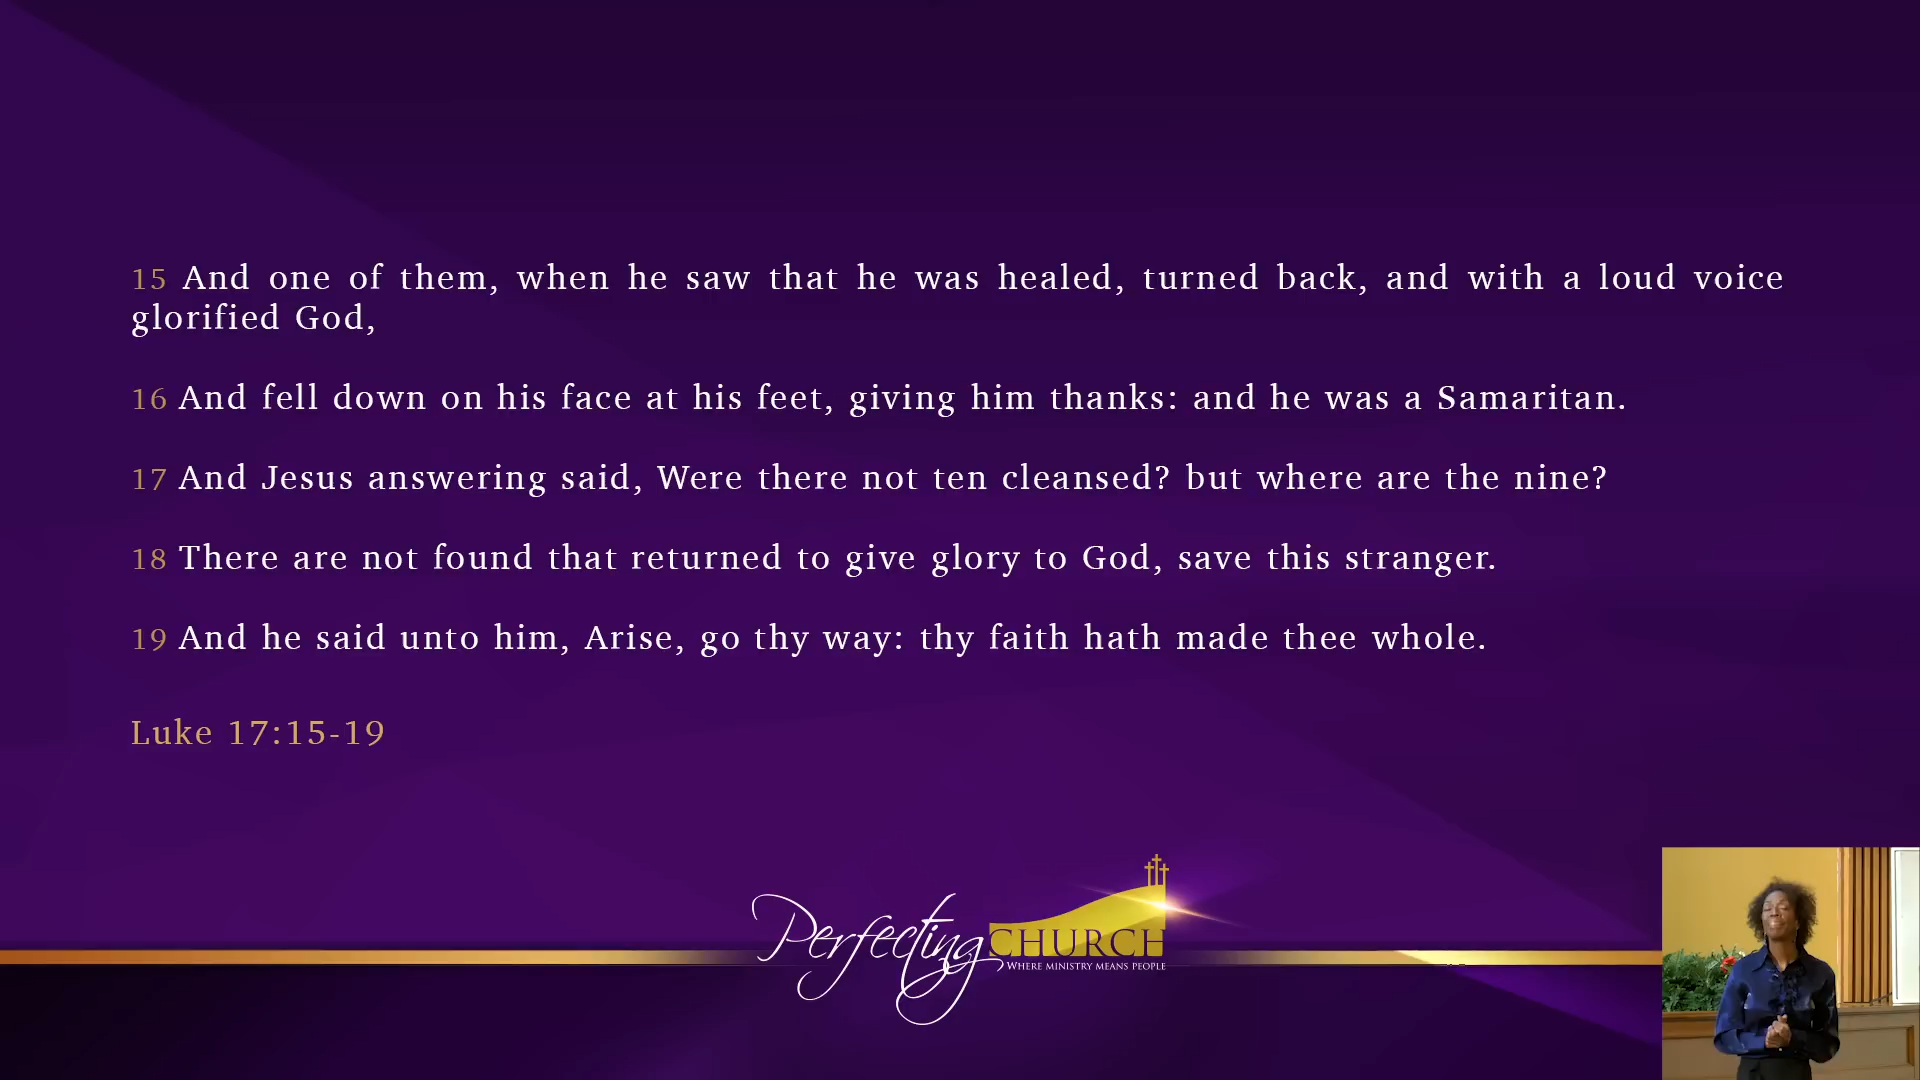 15 And one of them, when he saw that he was healed, turned back, and with a loud voice
glorified God,
16 And fell down on his face at his feet, giving him thanks: and he was a Samaritan.
17 And Jesus answering said, Were there not ten cleansed? but where are the nine?
18 There are not found that returned to give glory to God, save this stranger.
19 And he said unto him, Arise, go thy way: thy faith hath made thee whole.
Luke 17:15-19
Perfecting CHURCH
WHERE MINISTRY MEANS PEOPLE